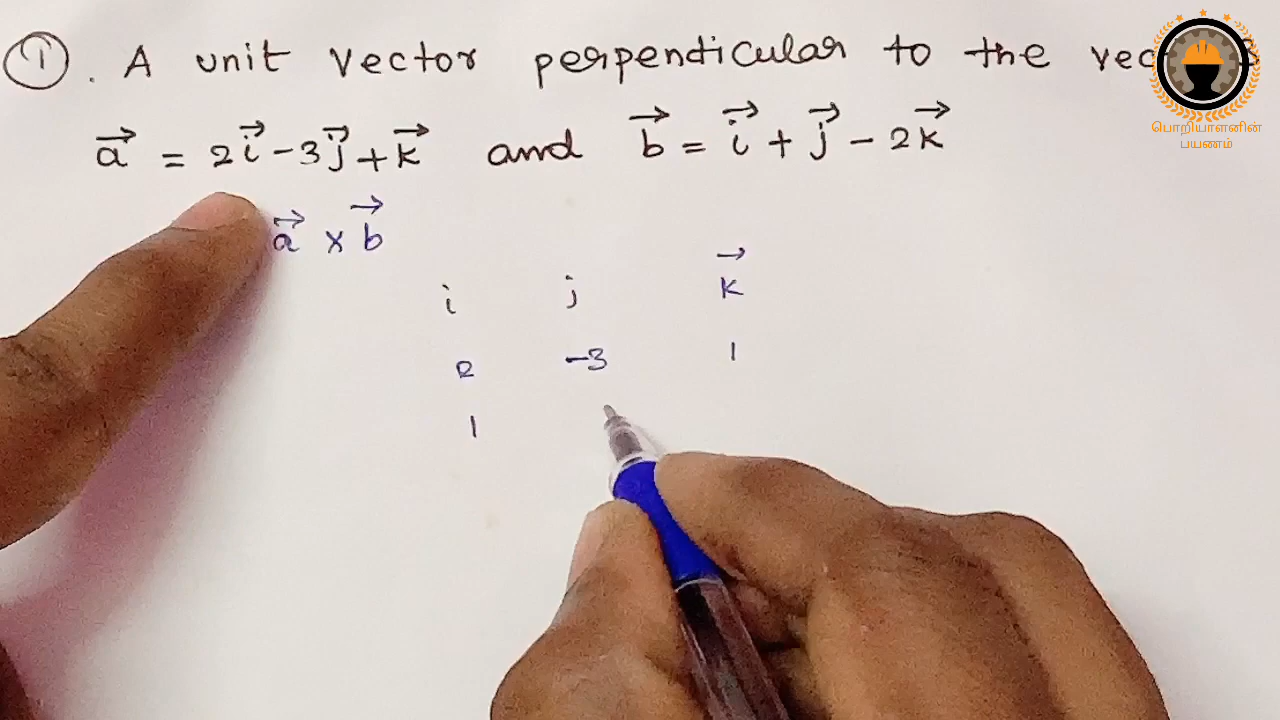 ①. A unit vector perpendicular to the vec
a⃗ = 2i⃗ - 3j⃗ + k⃗ and b⃗ = i⃗ + j⃗ - 2k⃗
a⃗ × b⃗
i j k⃗
2 -3 1
1
பொறியாளனின்
பயணம்